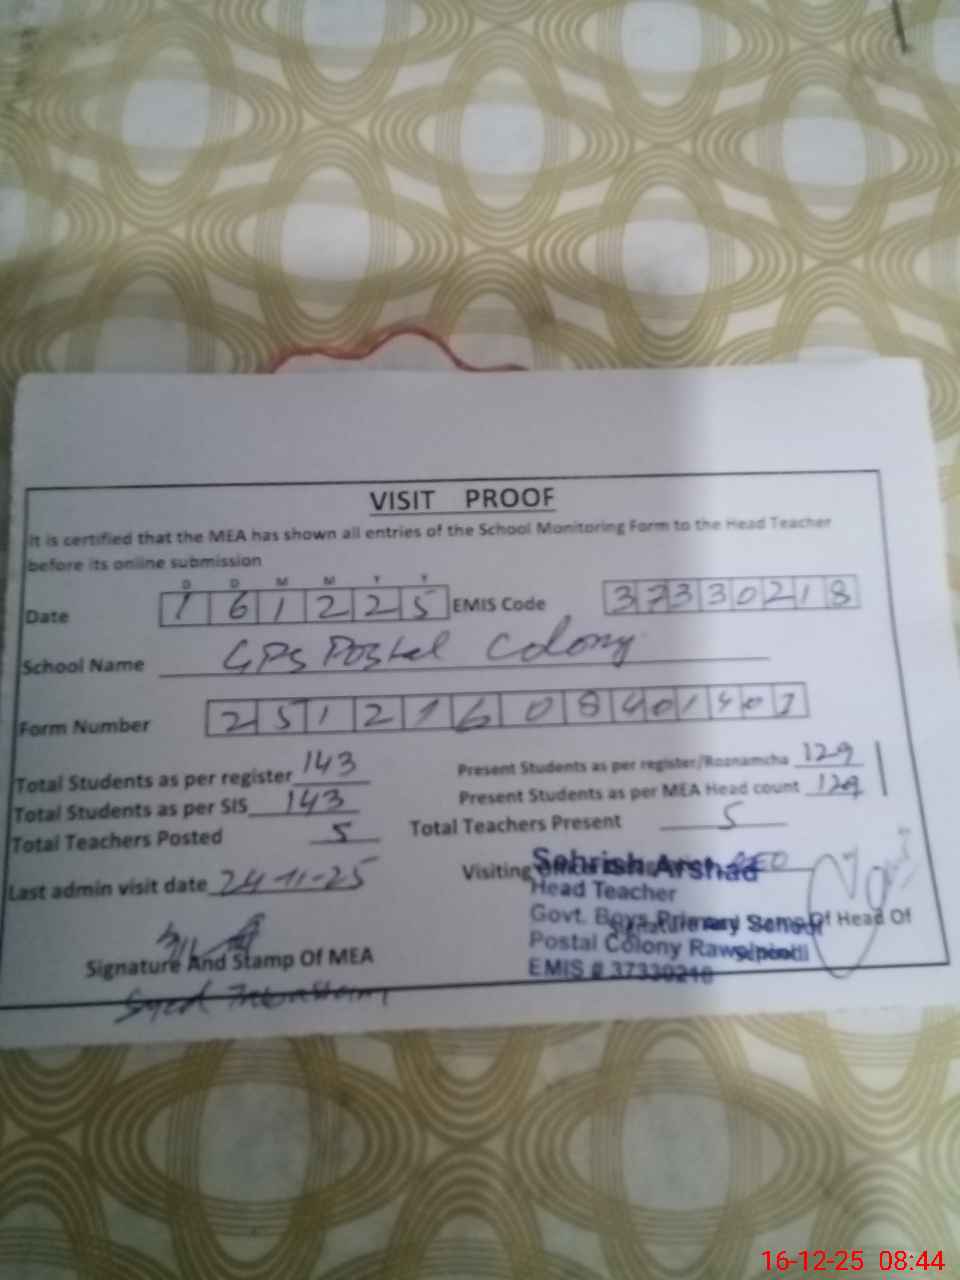 VISIT PROOF
It is certified that the MEA has shown all entries of the School Monitoring Form to the Head Teacher
before its online submission
D D M M Y Y
Date 1 6 1 2 2 5 EMIS Code 3 7 3 3 0 2 1 8
School Name GPS Postal Colony
Form Number 2 5 1 2 1 6 0 8 4 0 1 4 0 1
Total Students as per register 143 Present Students as per register/Roznamcha 129
Total Students as per SIS 143 Present Students as per MEA Head count 129
Total Teachers Posted 5 Total Teachers Present 5
Last admin visit date 24-11-25 Visiting
Sehrish Arshad
Head Teacher
Govt. Boys Primary School Of Head Of
Postal Colony Rawalpindi
EMIS # 37330218
Signature And Stamp Of MEA
Syed
16-12-25 08:44